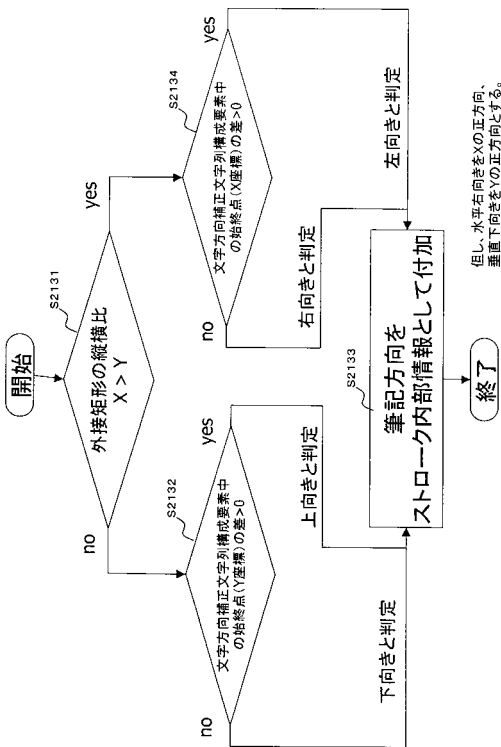 開始
S2131
外接矩形の縦横比
X > Y
no
yes
S2132
文字方向補正文字列構成要素中
の始終点(Y座標)の差>0
no
yes
S2134
文字方向補正文字列構成要素中
の始終点(X座標)の差>0
no
yes
下向きと判定
上向きと判定
右向きと判定
左向きと判定
S2133
筆記方向を
ストローク内部情報として付加
終了
但し、水平右向きをXの正方向、
垂直下向きをYの正方向とする。